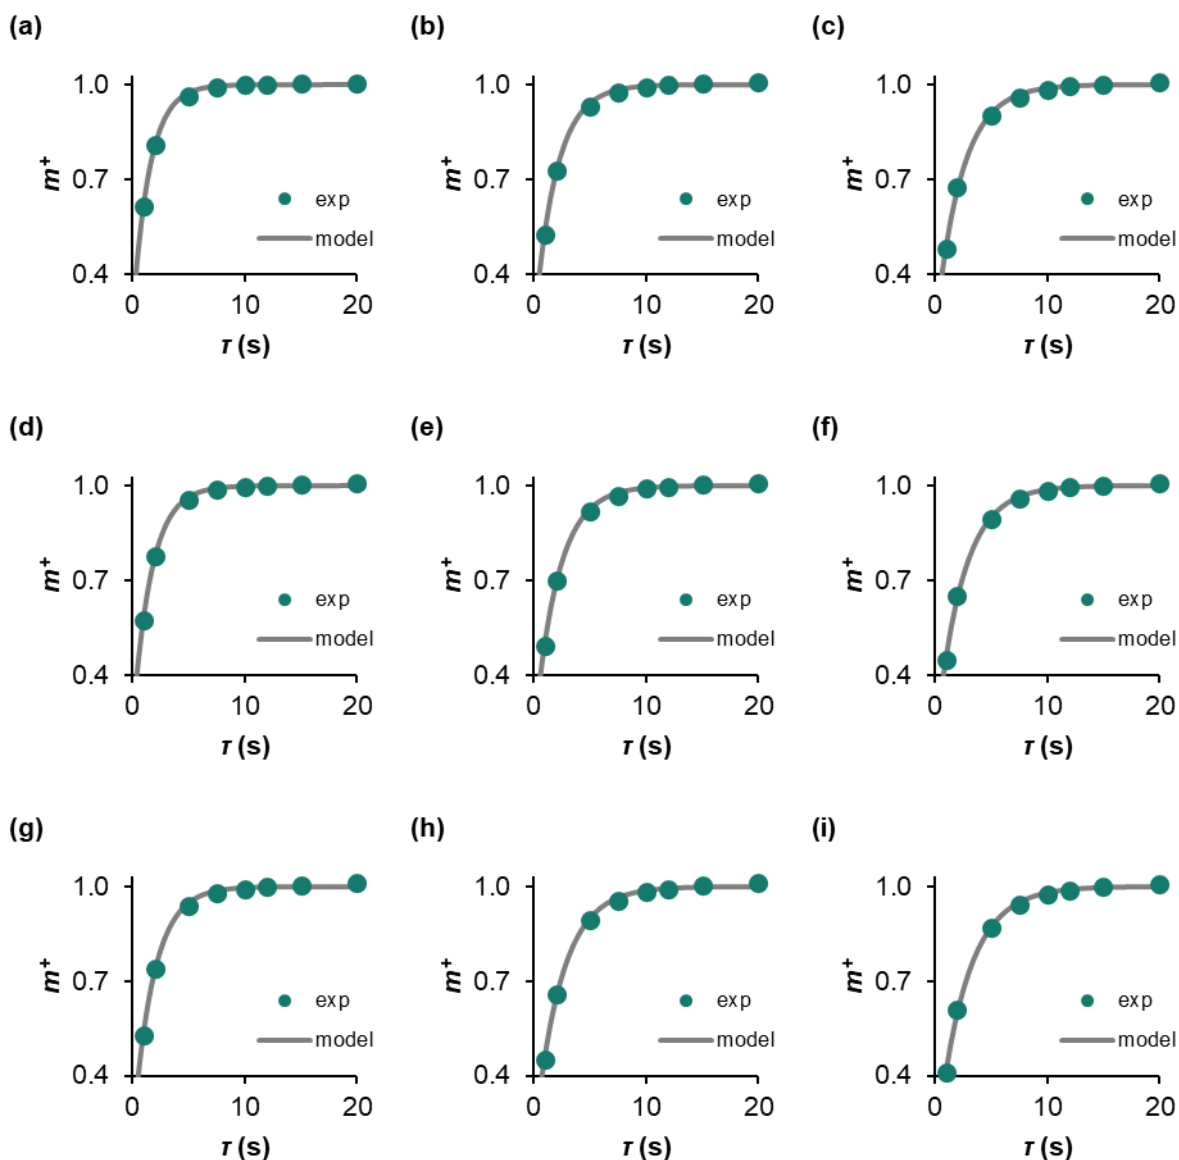 (a) (b) (c)
1.0 1.0 1.0
m⁺ 0.7 m⁺ 0.7 m⁺ 0.7
exp exp exp
model model model
0.4 0.4 0.4
0 10 20 0 10 20 0 10 20
τ (s) τ (s) τ (s)
(d) (e) (f)
1.0 1.0 1.0
m⁺ 0.7 m⁺ 0.7 m⁺ 0.7
exp exp exp
model model model
0.4 0.4 0.4
0 10 20 0 10 20 0 10 20
τ (s) τ (s) τ (s)
(g) (h) (i)
1.0 1.0 1.0
m⁺ 0.7 m⁺ 0.7 m⁺ 0.7
exp exp exp
model model model
0.4 0.4 0.4
0 10 20 0 10 20 0 10 20
τ (s) τ (s) τ (s)